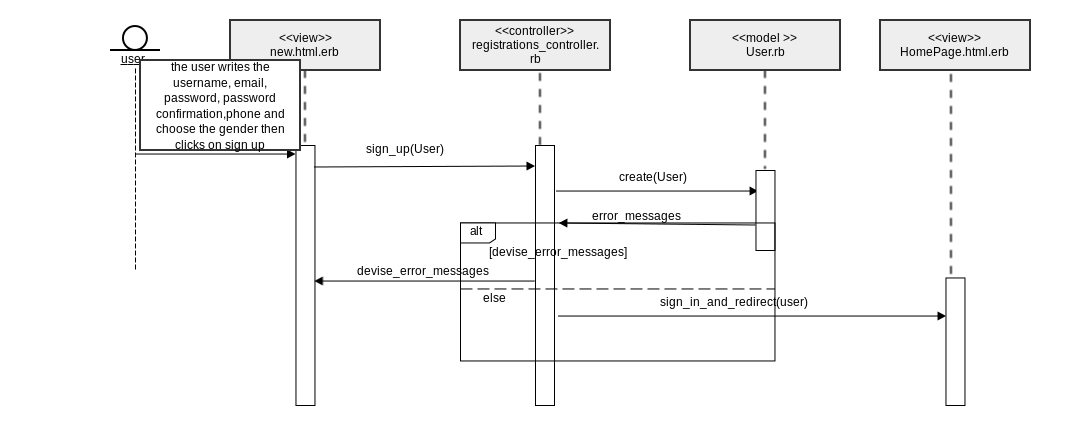 <<view>>
new.html.erb
<<controller>>
registrations_controller.
rb
<<model >>
User.rb
<<view>>
HomePage.html.erb
user
the user writes the
username, email,
password, password
confirmation,phone and
choose the gender then
clicks on sign up
sign_up(User)
create(User)
error_messages
alt
[devise_error_messages]
devise_error_messages
else
sign_in_and_redirect(user)